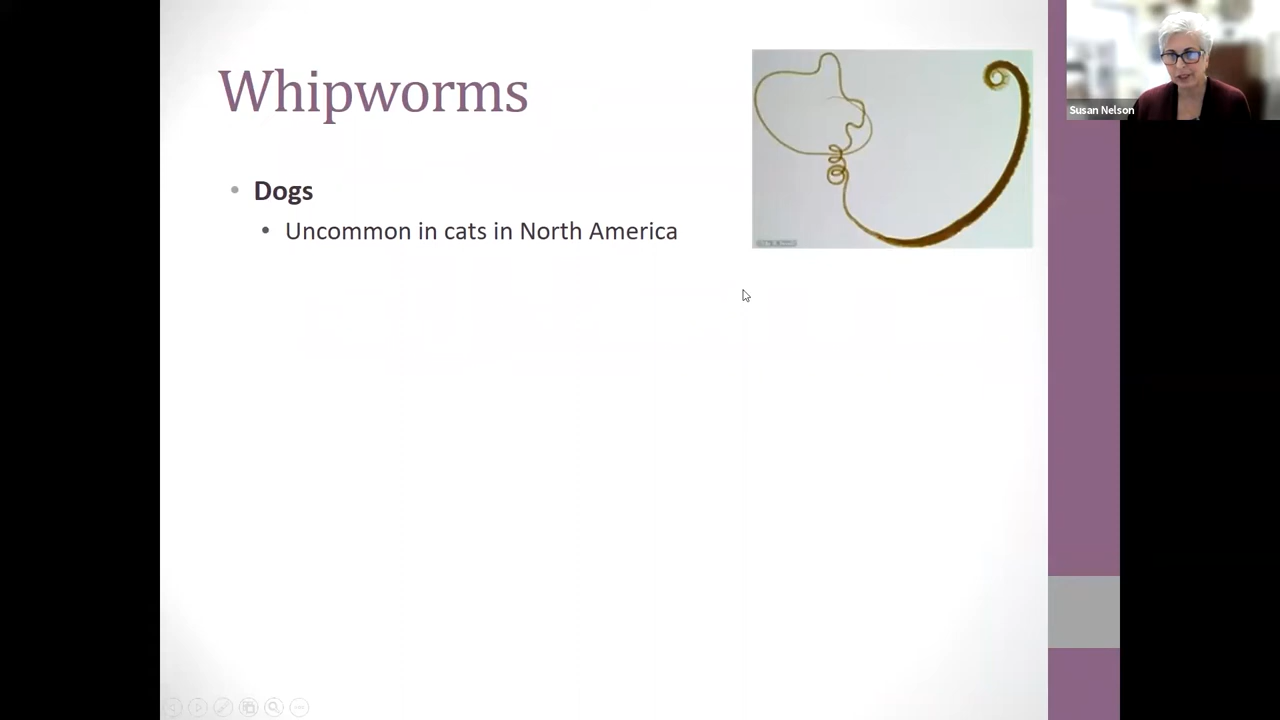 Whipworms
Susan Nelson
• Dogs
• Uncommon in cats in North America